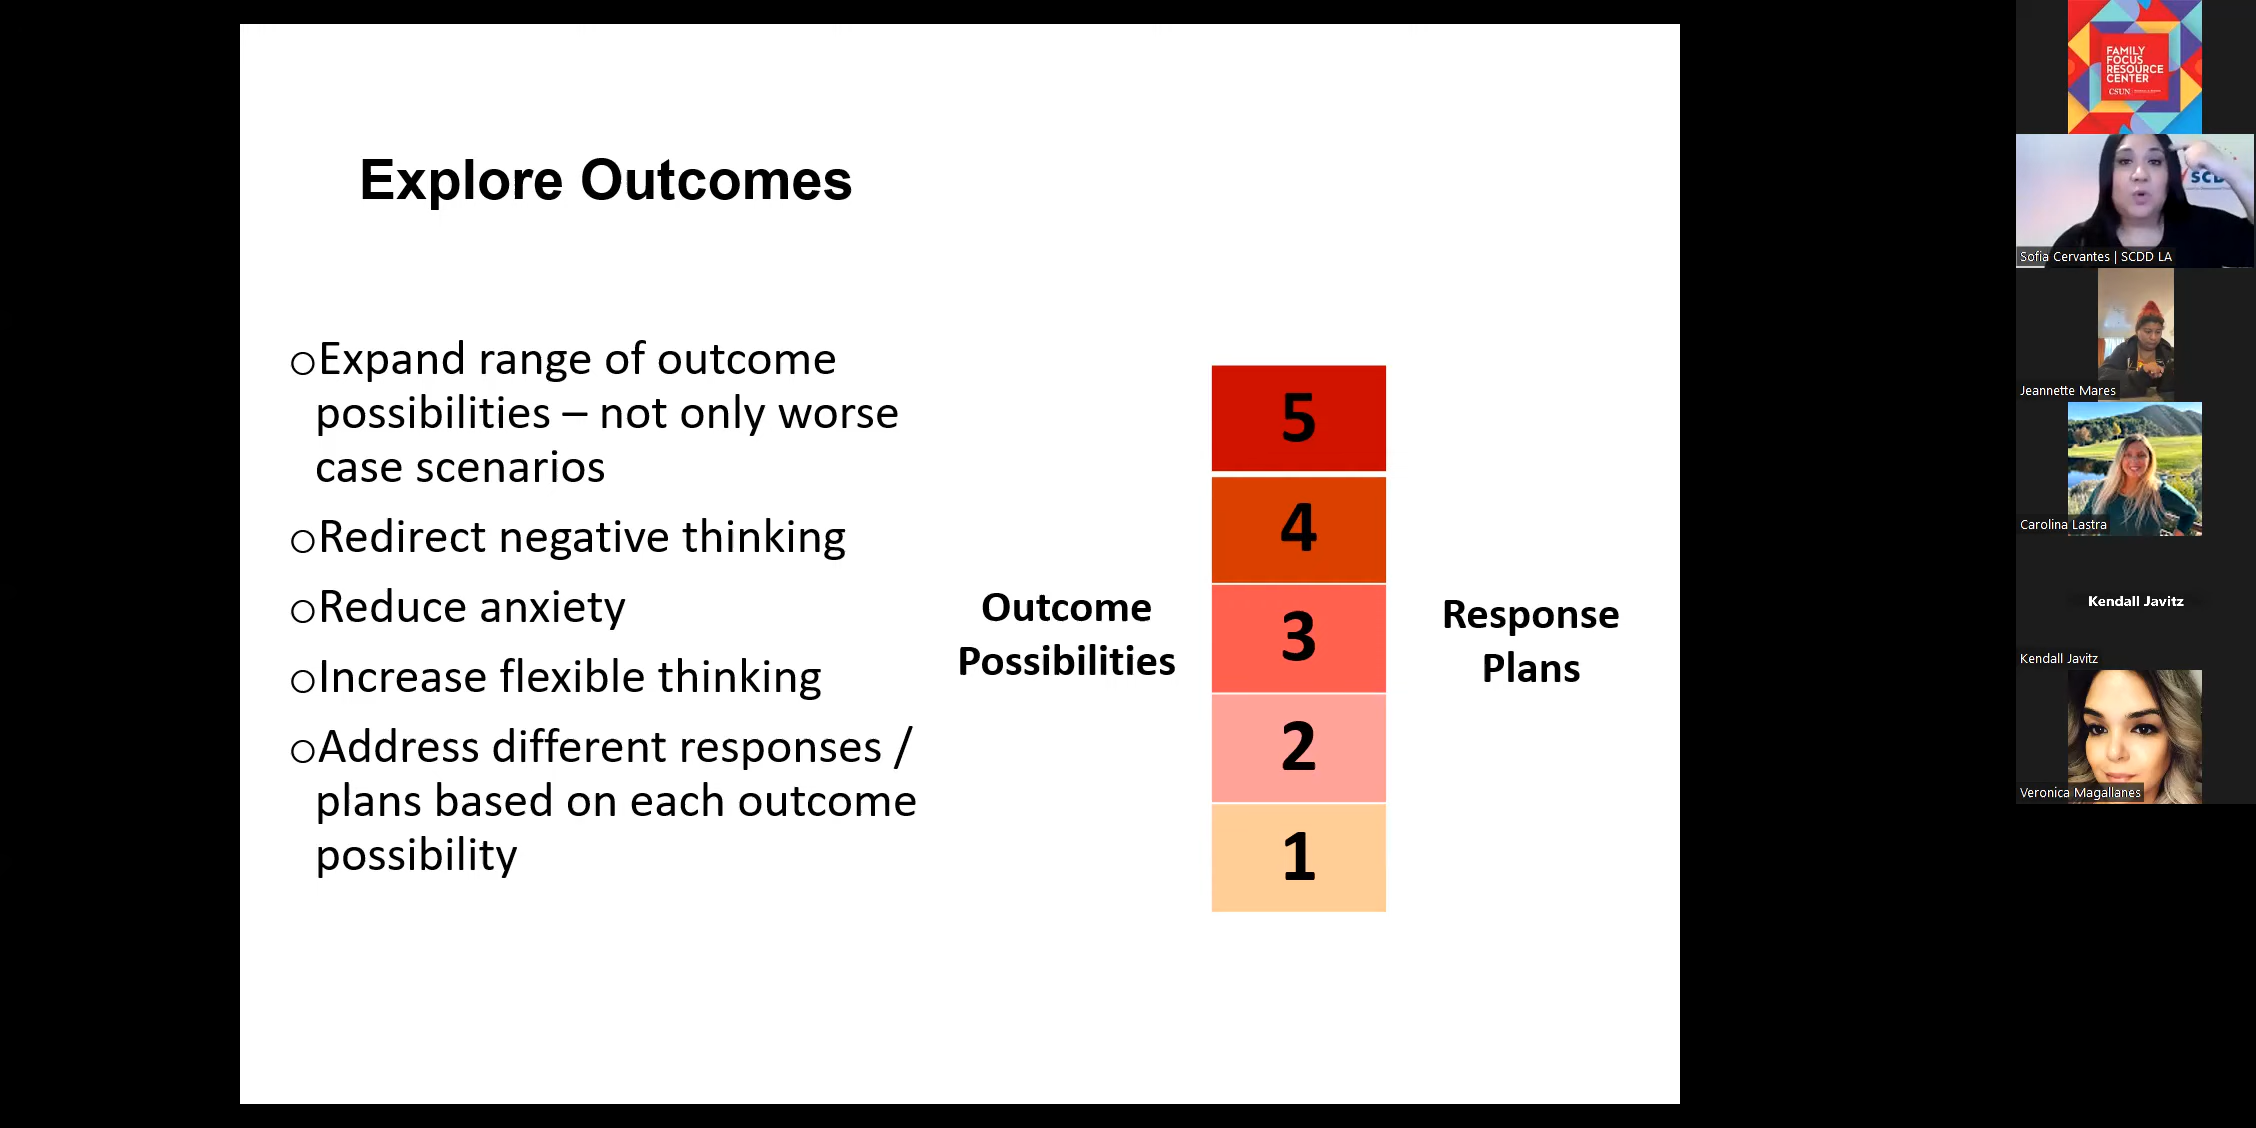 Explore Outcomes
○Expand range of outcome
possibilities – not only worse
case scenarios
○Redirect negative thinking
○Reduce anxiety
○Increase flexible thinking
○Address different responses /
plans based on each outcome
possibility
Outcome
Possibilities
5
4
3
2
1
Response
Plans
FAMILY
FOCUS
RESOURCE
CENTER
CSUN
SCD
Sofia Cervantes | SCDD LA
Jeannette Mares
Carolina Lastra
Kendall Javitz
Kendall Javitz
Veronica Magallanes